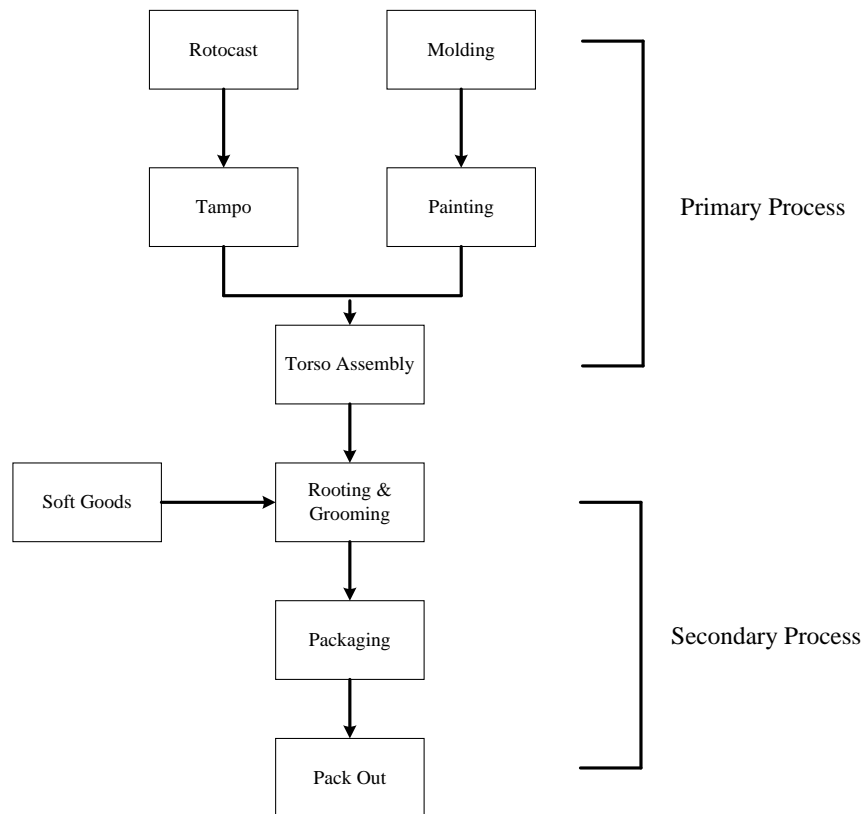 Rotocast
Molding
Tampo
Painting
Primary Process
Torso Assembly
Soft Goods
Rooting &
Grooming
Packaging
Secondary Process
Pack Out